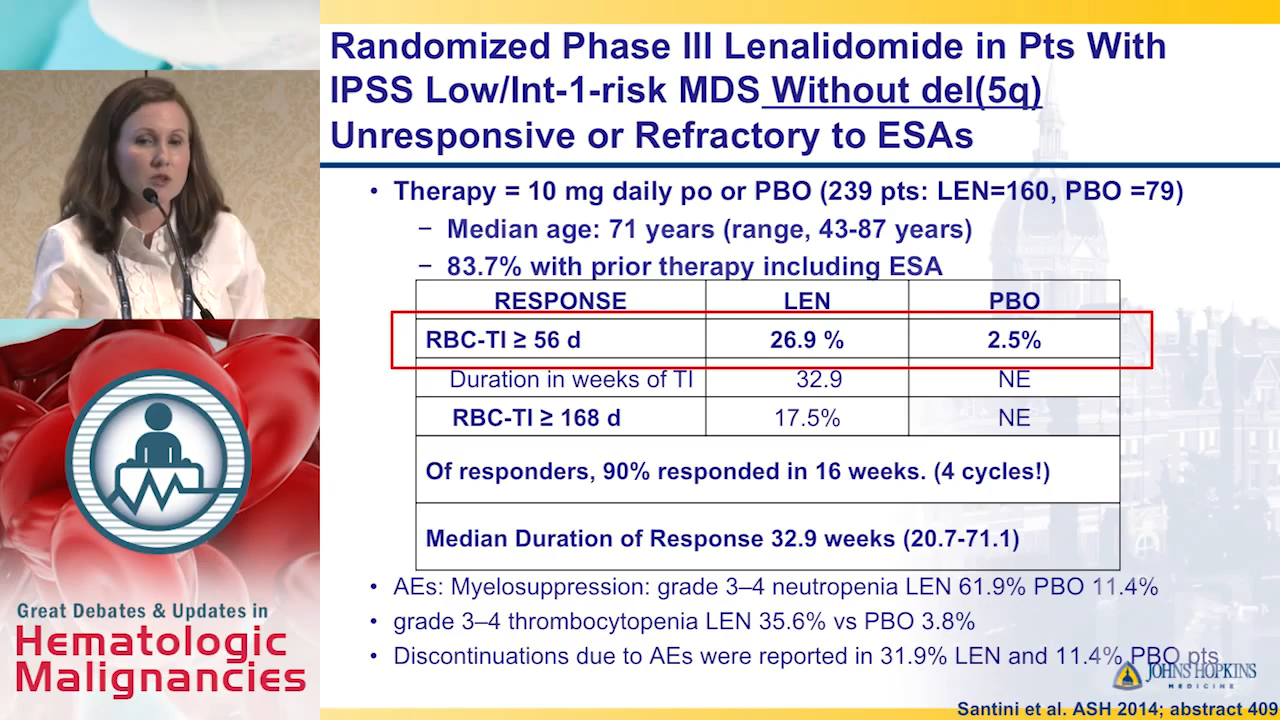 Randomized Phase III Lenalidomide in Pts With
IPSS Low/Int-1-risk MDS Without del(5q)
Unresponsive or Refractory to ESAs
• Therapy = 10 mg daily po or PBO (239 pts: LEN=160, PBO =79)
− Median age: 71 years (range, 43-87 years)
− 83.7% with prior therapy including ESA
RESPONSE LEN PBO
RBC-TI ≥ 56 d 26.9 % 2.5%
Duration in weeks of TI 32.9 NE
RBC-TI ≥ 168 d 17.5% NE
Of responders, 90% responded in 16 weeks. (4 cycles!)
Median Duration of Response 32.9 weeks (20.7-71.1)
• AEs: Myelosuppression: grade 3–4 neutropenia LEN 61.9% PBO 11.4%
• grade 3–4 thrombocytopenia LEN 35.6% vs PBO 3.8%
• Discontinuations due to AEs were reported in 31.9% LEN and 11.4% PBO pts
JOHNS HOPKINS
MEDICINE
Santini et al. ASH 2014; abstract 409
Great Debates & Updates in
Hematologic
Malignancies